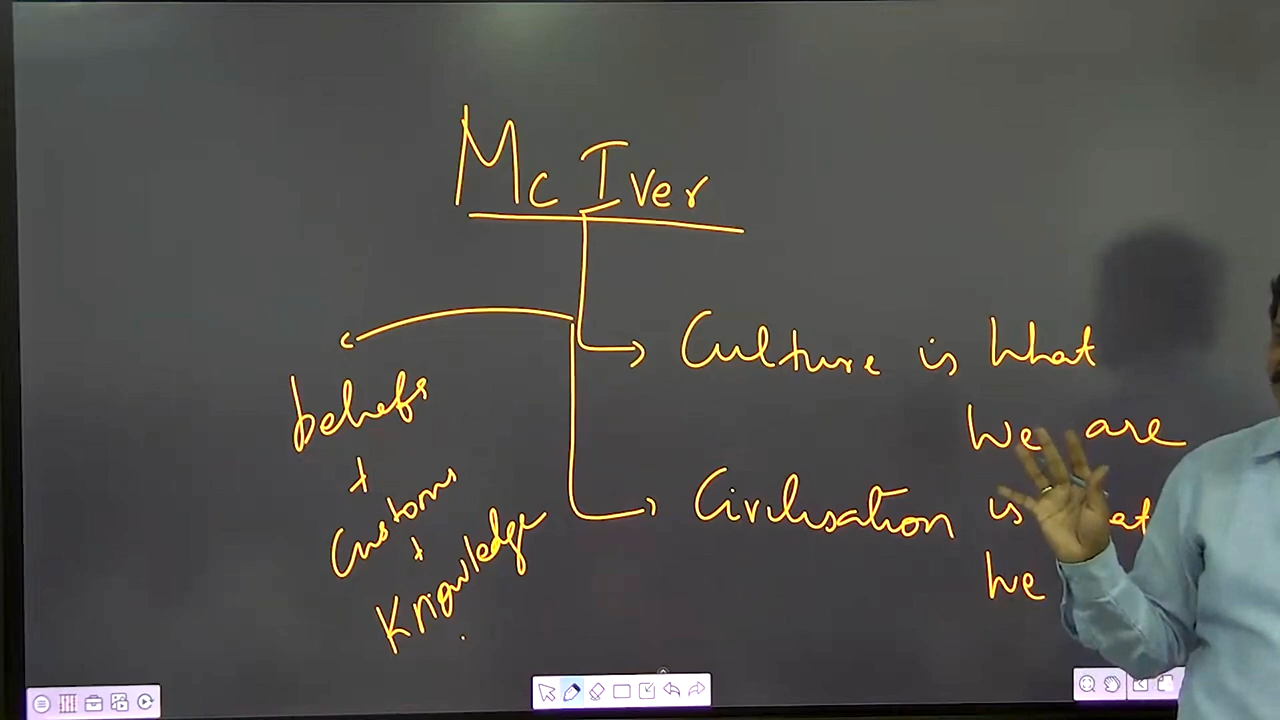 Mc Iver
beliefs
+
Customs
+
Knowledge
Culture is What
We are
Civilisation is
We